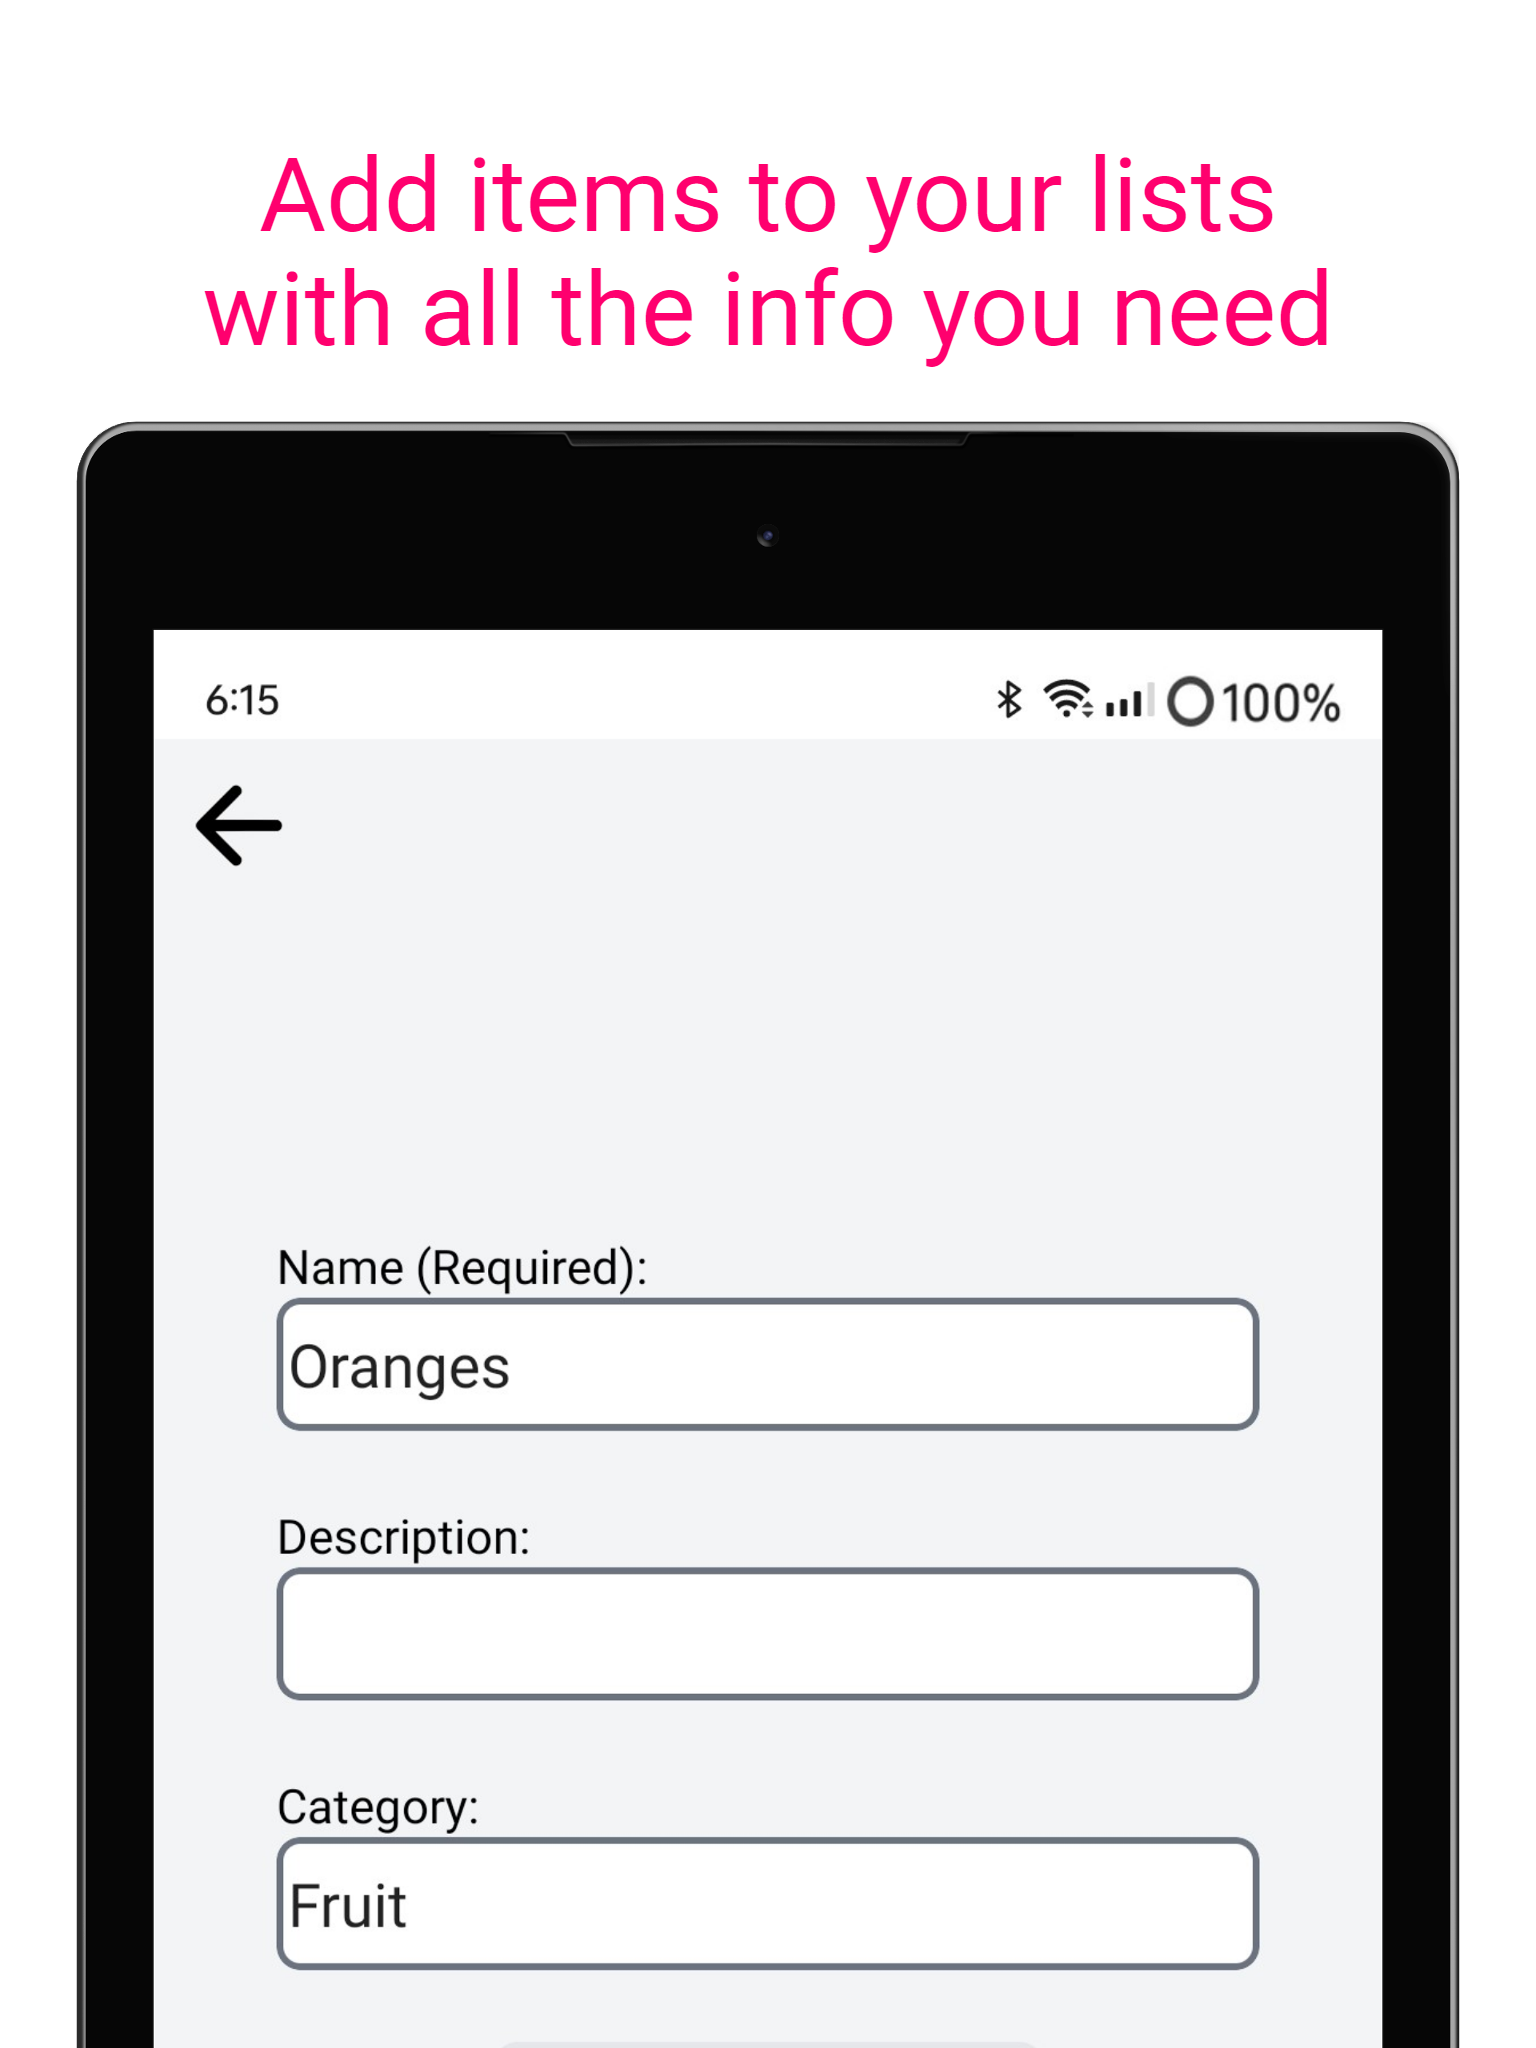 Add items to your lists
with all the info you need
6:15 100%
Name (Required):
Oranges
Description:
Category:
Fruit